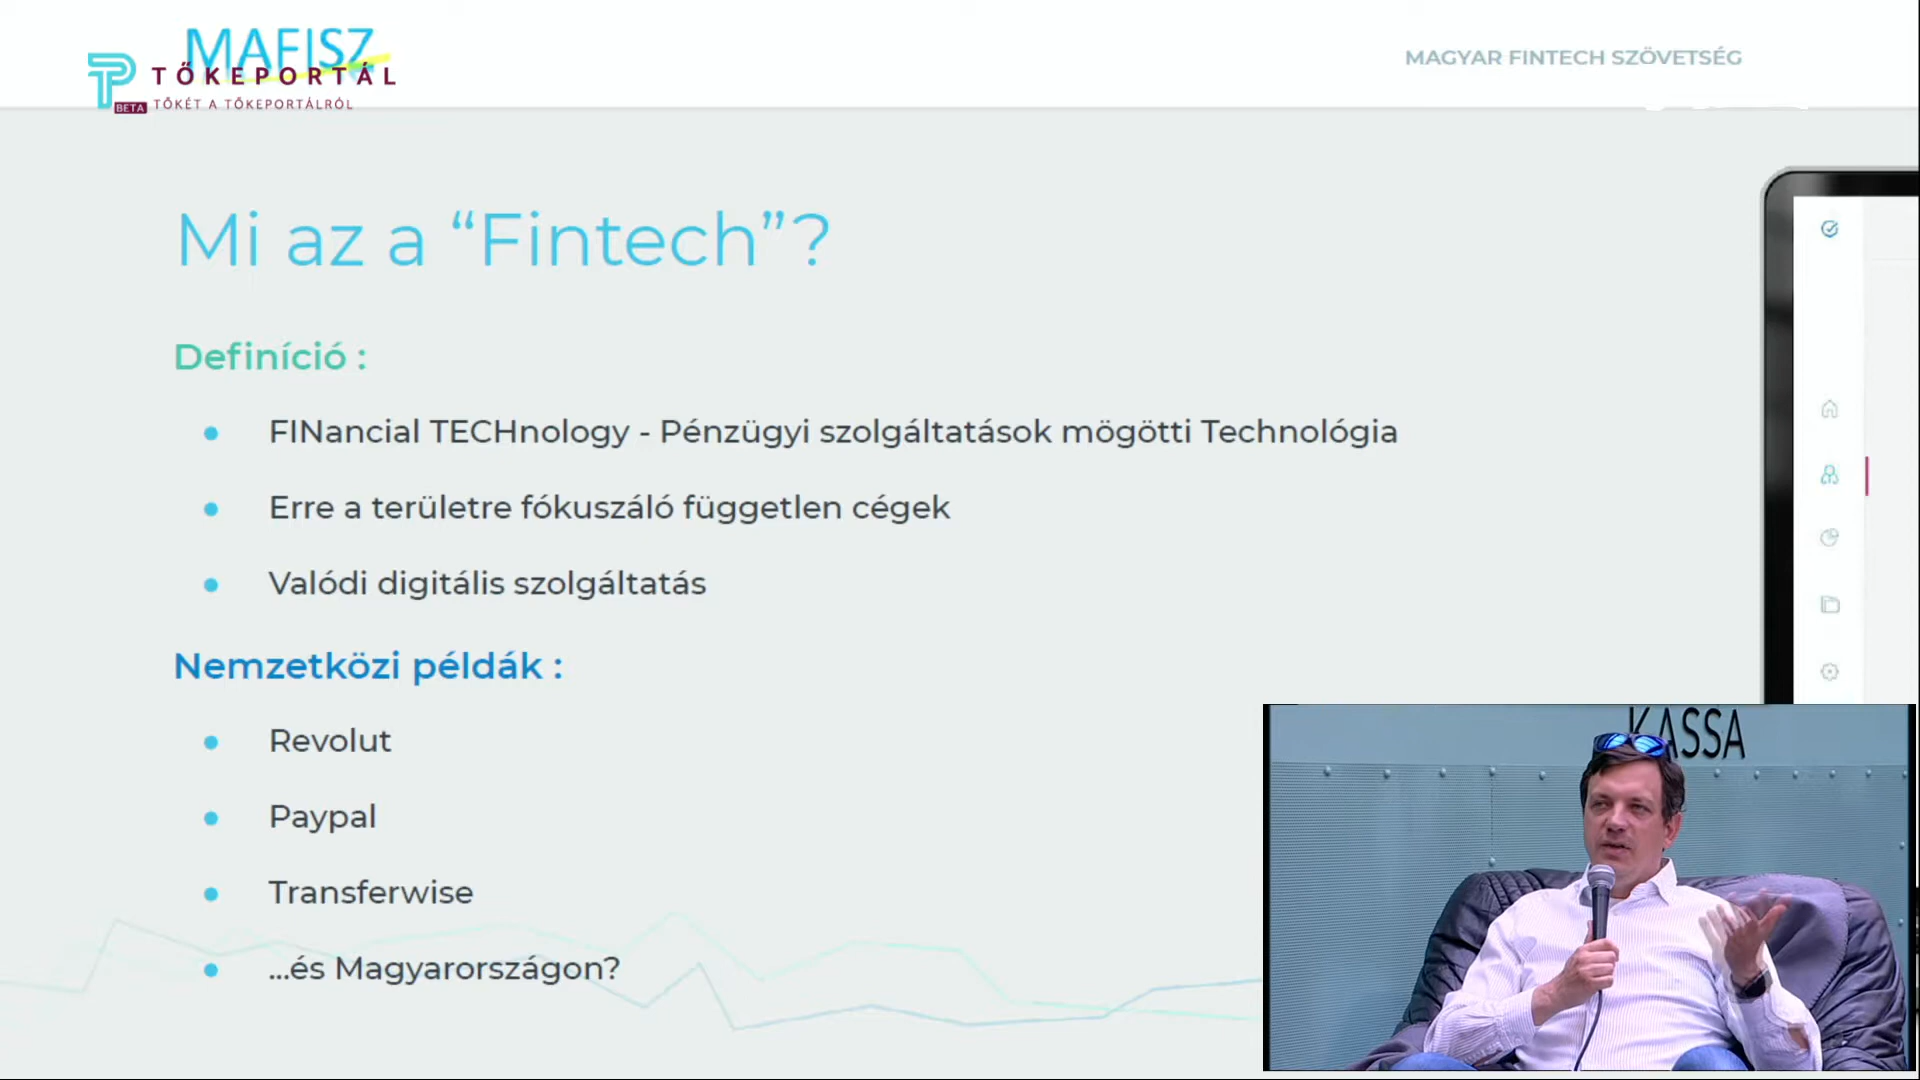 MAFISZ
TŐKEPORTÁL
BETA TŐKÉT A TŐKEPORTÁLRÓL
MAGYAR FINTECH SZÖVETSÉG
Mi az a “Fintech”?
Definíció :
FINancial TECHnology - Pénzügyi szolgáltatások mögötti Technológia
Erre a területre fókuszáló független cégek
Valódi digitális szolgáltatás
Nemzetközi példák :
Revolut
Paypal
Transferwise
...és Magyarországon?
KASSA